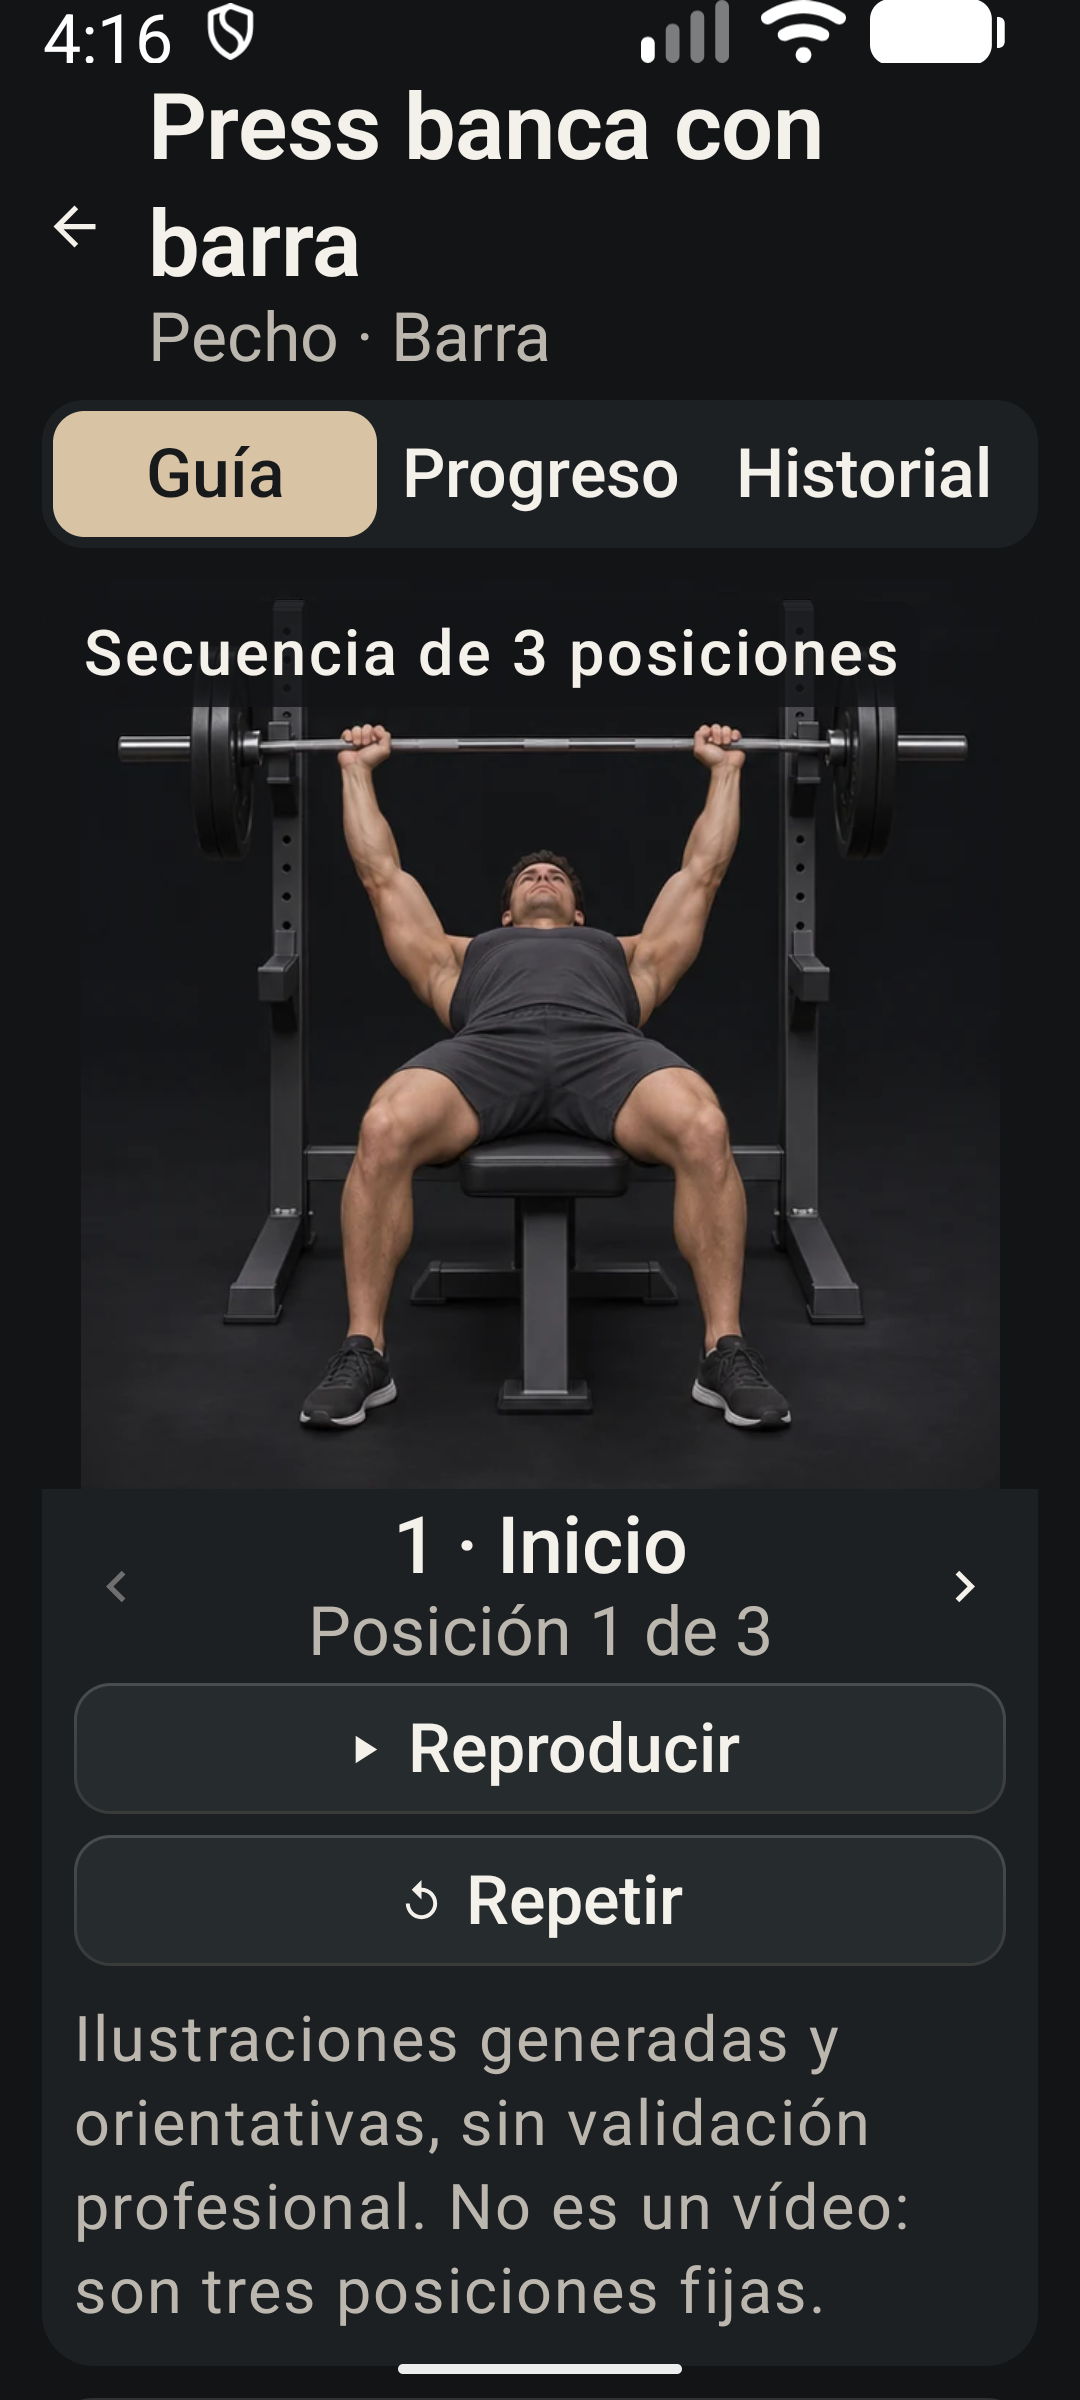 4:16
Press banca con
barra
Pecho · Barra
Guía
Progreso
Historial
Secuencia de 3 posiciones
1 · Inicio
Posición 1 de 3
Reproducir
Repetir
Ilustraciones generadas y
orientativas, sin validación
profesional. No es un vídeo:
son tres posiciones fijas.